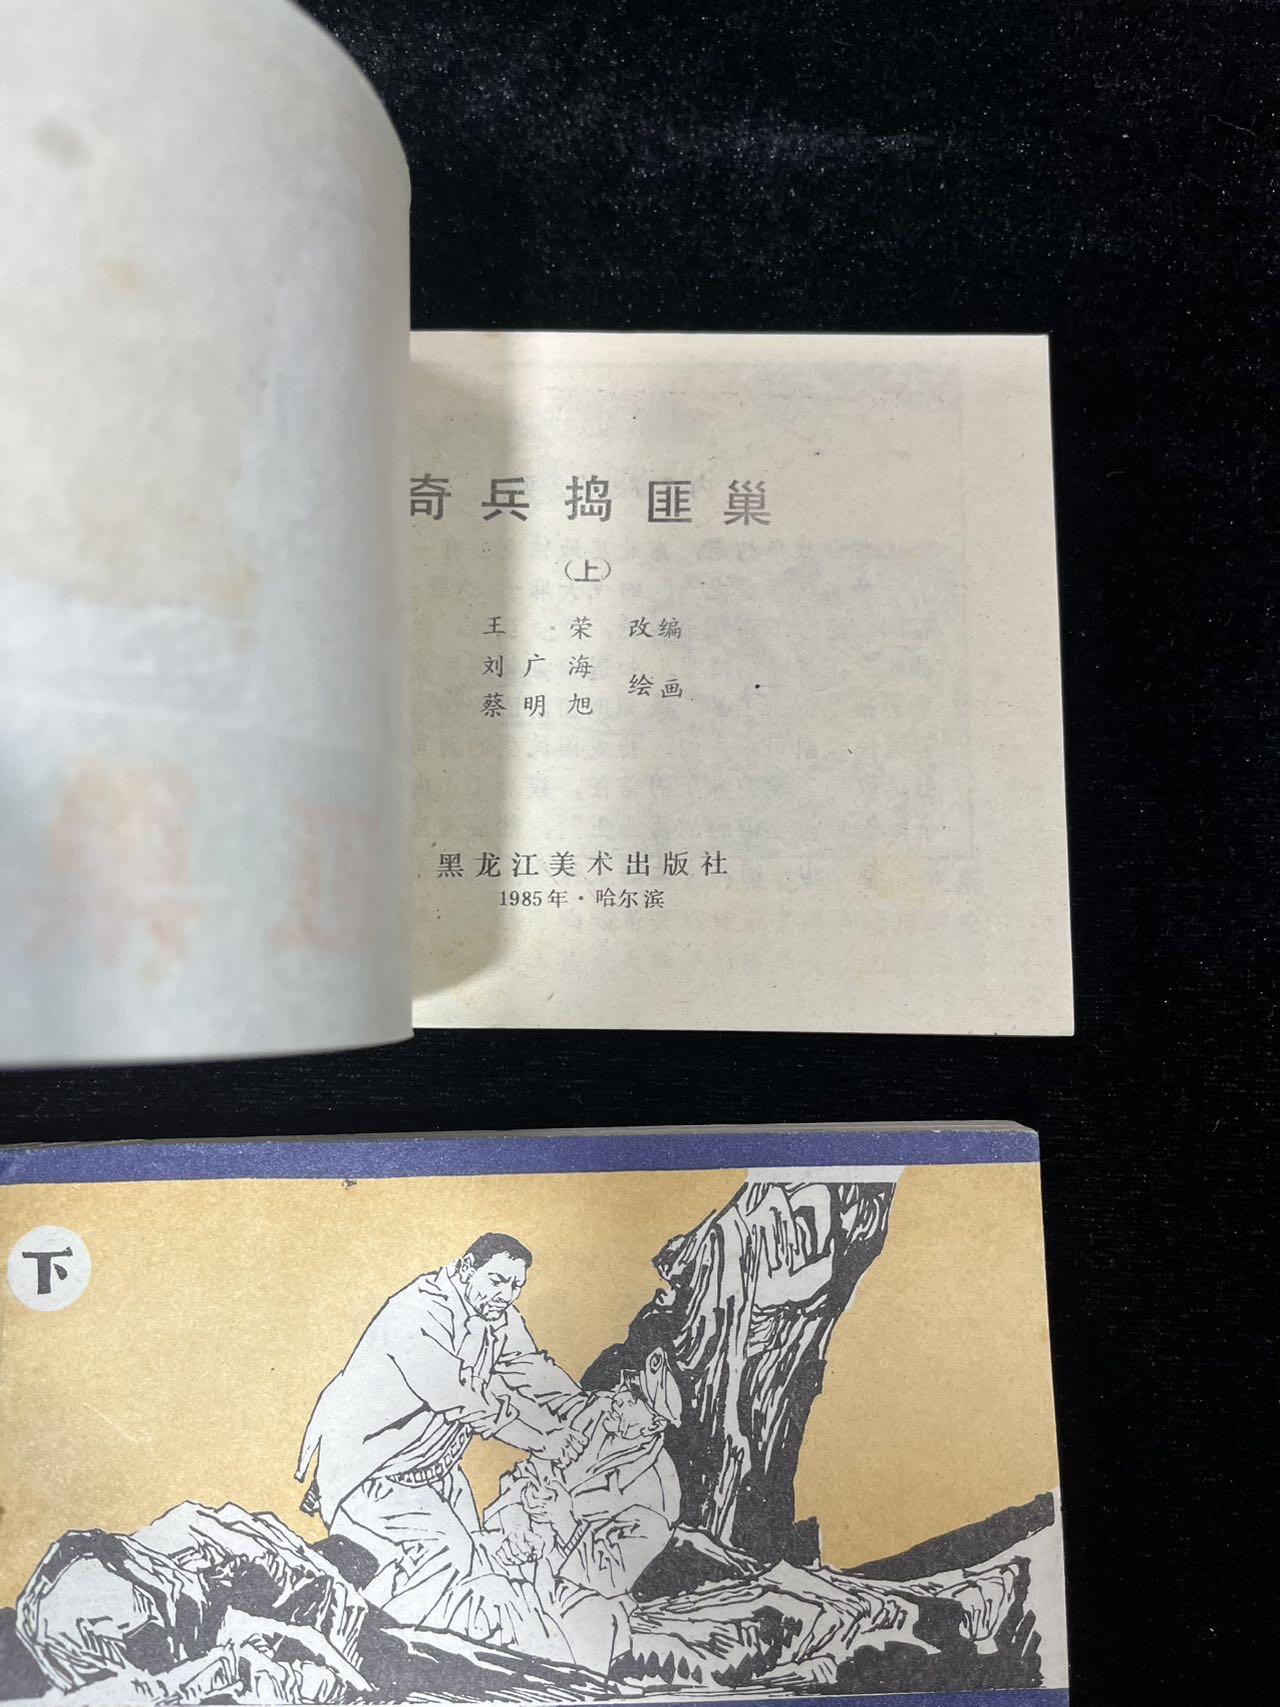 奇兵捣匪巢
（上）
王·荣 改编
刘广海
蔡明旭 绘画
黑龙江美术出版社
1985年·哈尔滨
下